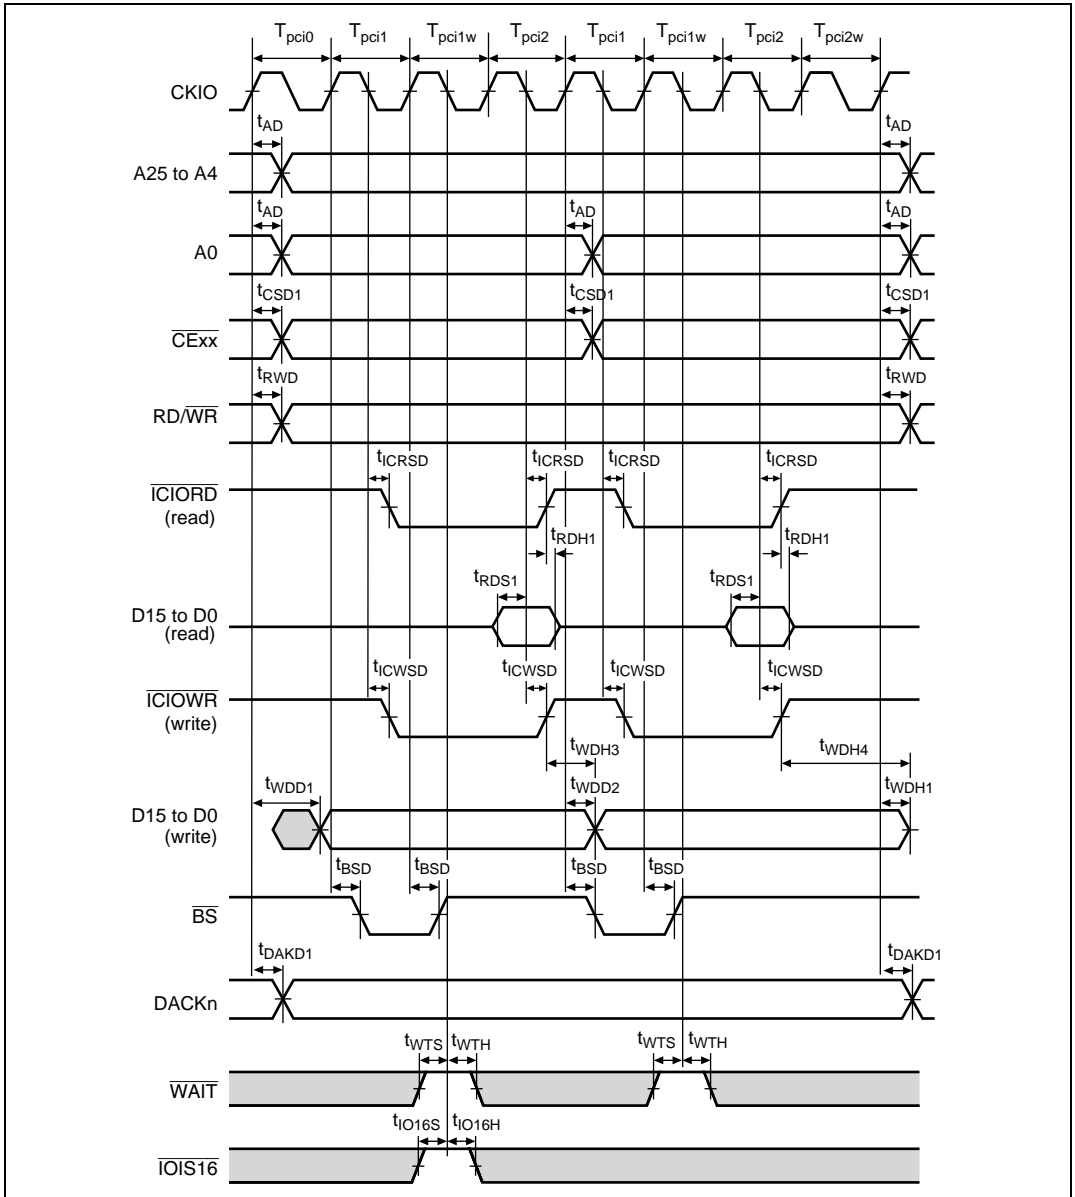 Tpci0 Tpci1 Tpci1w Tpci2 Tpci1 Tpci1w Tpci2 Tpci2w
CKIO
tAD tAD
A25 to A4
tAD tAD tAD
A0
tCSD1 tCSD1 tCSD1
CExx
tRWD tRWD
RD/WR
tICRSD tICRSD tICRSD tICRSD
ICIORD
(read)
tRDH1 tRDH1
tRDS1 tRDS1
D15 to D0
(read)
tICWSD tICWSD tICWSD tICWSD
ICIOWR
(write)
tWDH3 tWDH4
tWDD1 tWDD2 tWDH1
D15 to D0
(write)
tBSD tBSD tBSD tBSD
BS
tDAKD1 tDAKD1
DACKn
tWTS tWTH tWTS tWTH
WAIT
tIO16S tIO16H
IOIS16